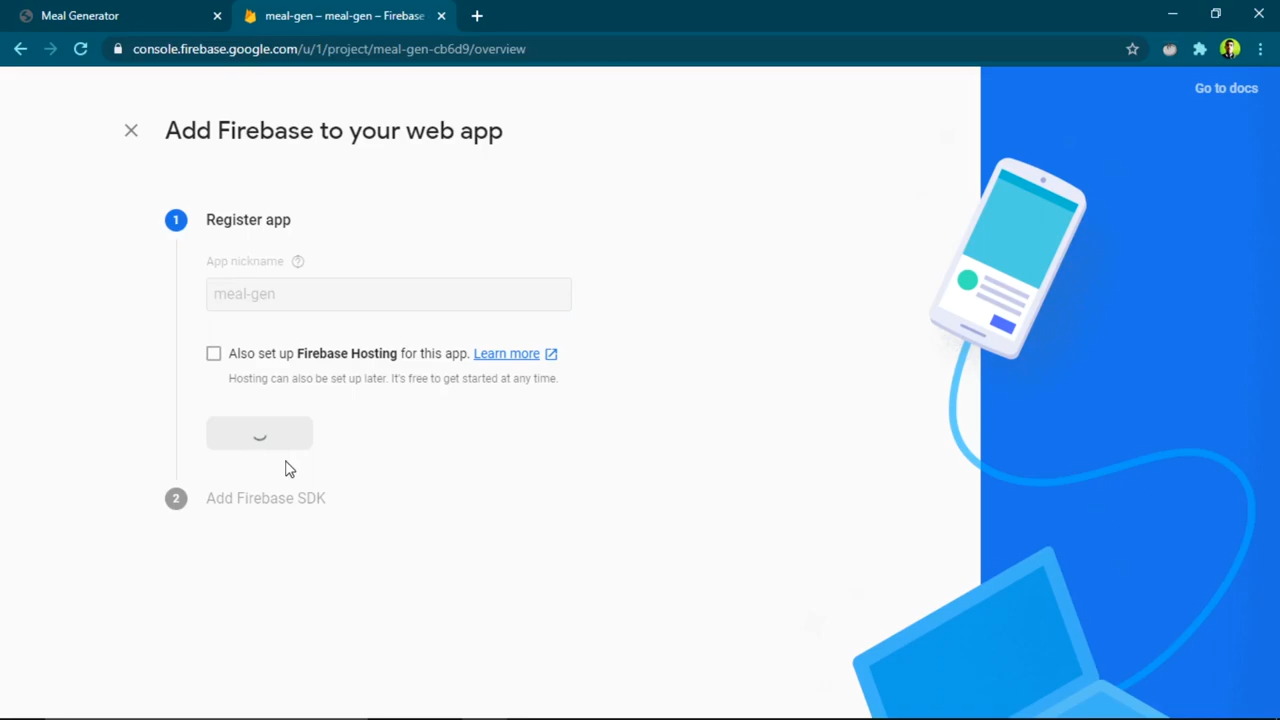 Meal Generator
meal-gen – meal-gen – Firebase
console.firebase.google.com/u/1/project/meal-gen-cb6d9/overview
Go to docs
Add Firebase to your web app
1 Register app
App nickname
meal-gen
Also set up Firebase Hosting for this app. Learn more
Hosting can also be set up later. It's free to get started at any time.
2 Add Firebase SDK